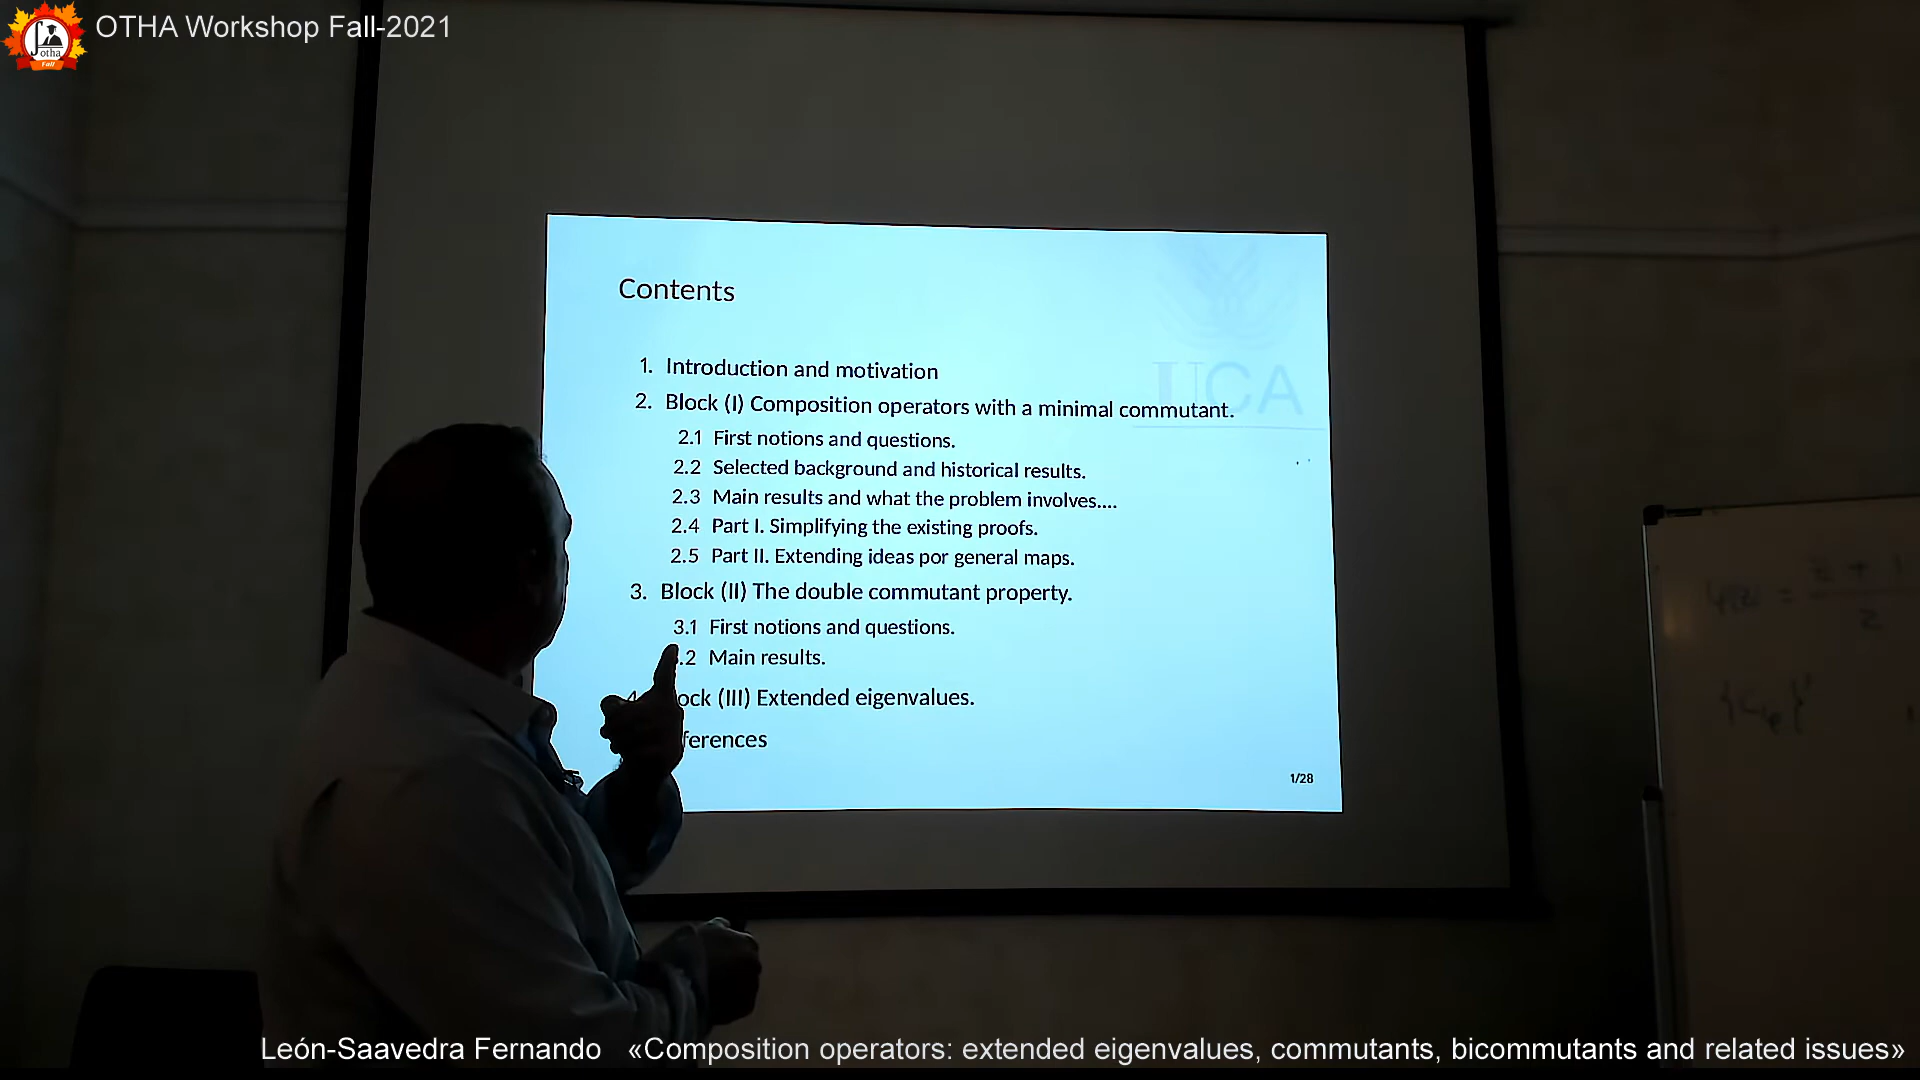 OTHA Workshop Fall-2021
otha
Fall
Contents
UCA
1. Introduction and motivation
2. Block (I) Composition operators with a minimal commutant.
2.1 First notions and questions.
2.2 Selected background and historical results.
2.3 Main results and what the problem involves....
2.4 Part I. Simplifying the existing proofs.
2.5 Part II. Extending ideas por general maps.
3. Block (II) The double commutant property.
3.1 First notions and questions.
.2 Main results.
ock (III) Extended eigenvalues.
ferences
1/28
León-Saavedra Fernando «Composition operators: extended eigenvalues, commutants, bicommutants and related issues»